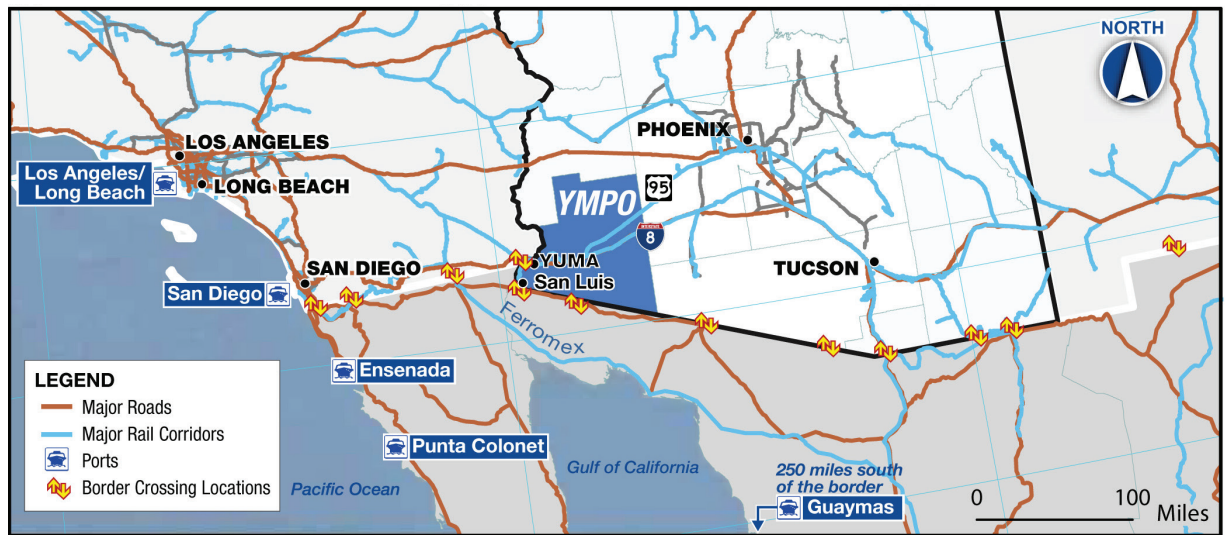 NORTH
LOS ANGELES
Los Angeles/
Long Beach
LONG BEACH
PHOENIX
95
YMPO
INTERSTATE
8
SAN DIEGO
San Diego
YUMA
San Luis
TUCSON
Ferromex
Ensenada
Punta Colonet
Gulf of California
Pacific Ocean
250 miles south
of the border
Guaymas
LEGEND
Major Roads
Major Rail Corridors
Ports
Border Crossing Locations
0 100
Miles